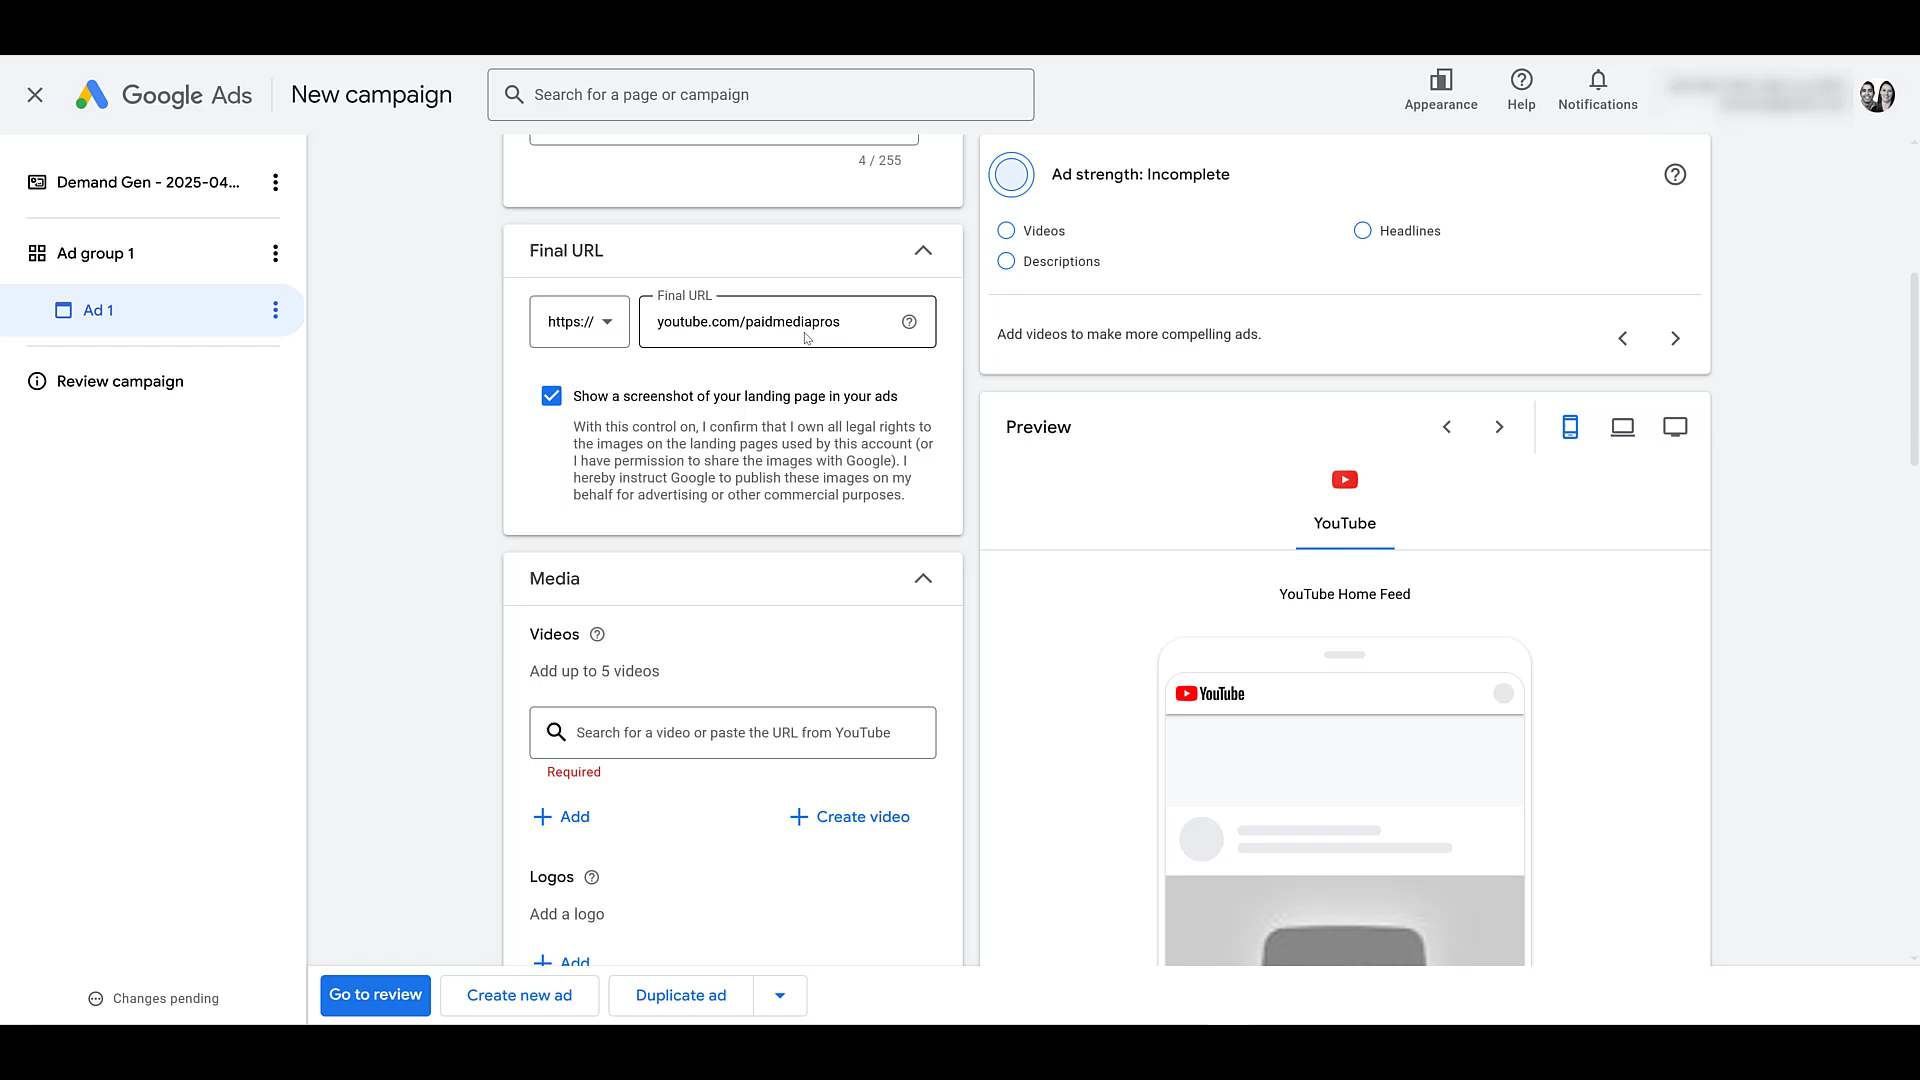 Google Ads
New campaign
Search for a page or campaign
Appearance
Help
Notifications
Demand Gen - 2025-04...
Ad group 1
Ad 1
Review campaign
Changes pending
4 / 255
Final URL
https://
Final URL
youtube.com/paidmediapros
Show a screenshot of your landing page in your ads
With this control on, I confirm that I own all legal rights to
the images on the landing pages used by this account (or
I have permission to share the images with Google). I
hereby instruct Google to publish these images on my
behalf for advertising or other commercial purposes.
Media
Videos
Add up to 5 videos
Search for a video or paste the URL from YouTube
Required
Add
Create video
Logos
Add a logo
Add
Go to review
Create new ad
Duplicate ad
Ad strength: Incomplete
Videos
Headlines
Descriptions
Add videos to make more compelling ads.
Preview
YouTube
YouTube Home Feed
YouTube